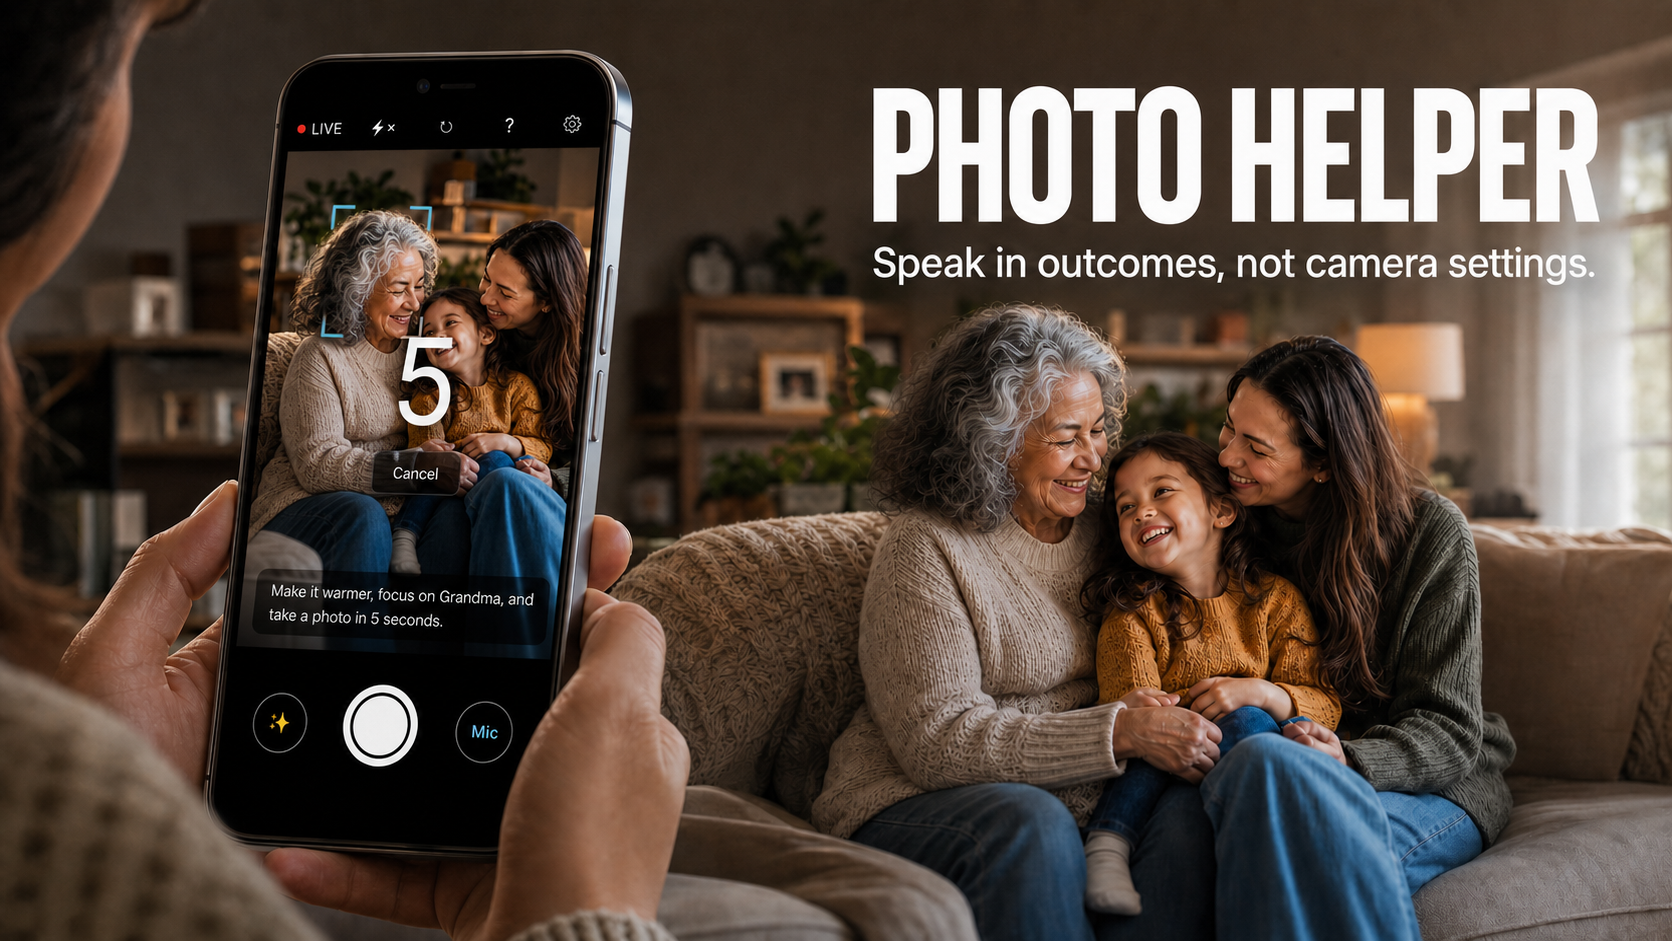 LIVE
?
PHOTO HELPER
Speak in outcomes, not camera settings.
5
Cancel
Make it warmer, focus on Grandma, and
take a photo in 5 seconds.
Mic